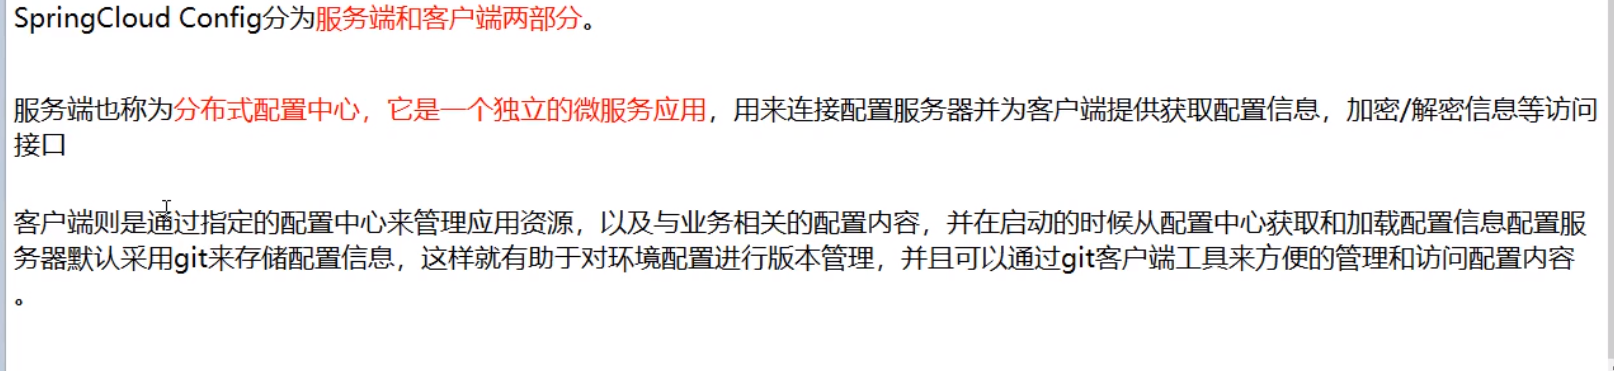 SpringCloud Config分为服务端和客户端两部分。
服务端也称为分布式配置中心，它是一个独立的微服务应用，用来连接配置服务器并为客户端提供获取配置信息，加密/解密信息等访问
接口
客户端则是通过指定的配置中心来管理应用资源，以及与业务相关的配置内容，并在启动的时候从配置中心获取和加载配置信息配置服
务器默认采用git来存储配置信息，这样就有助于对环境配置进行版本管理，并且可以通过git客户端工具来方便的管理和访问配置内容
。